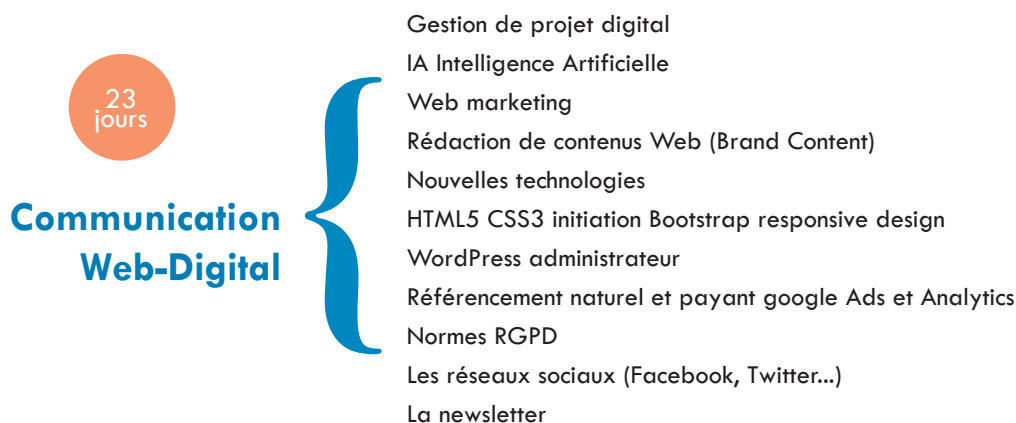 23
jours
Communication
Web-Digital
Gestion de projet digital
IA Intelligence Artificielle
Web marketing
Rédaction de contenus Web (Brand Content)
Nouvelles technologies
HTML5 CSS3 initiation Bootstrap responsive design
WordPress administrateur
Référencement naturel et payant google Ads et Analytics
Normes RGPD
Les réseaux sociaux (Facebook, Twitter...)
La newsletter